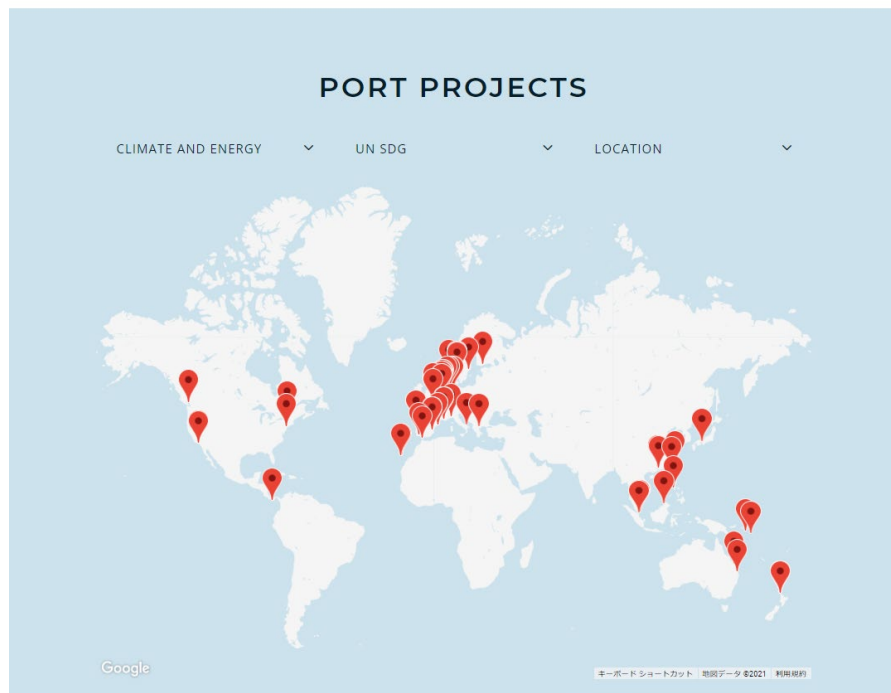 PORT PROJECTS
CLIMATE AND ENERGY
UN SDG
LOCATION
Google
キーボード ショートカット
地図データ ©2021
利用規約